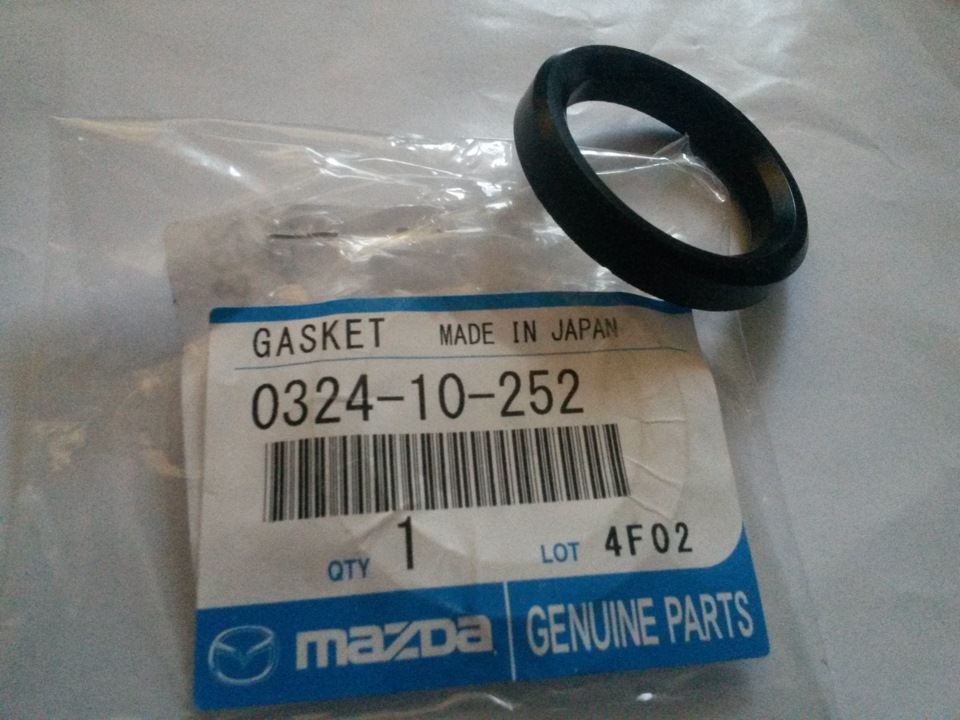 GASKET MADE IN JAPAN
0324-10-252
QTY 1 LOT 4F02
mazda GENUINE PARTS